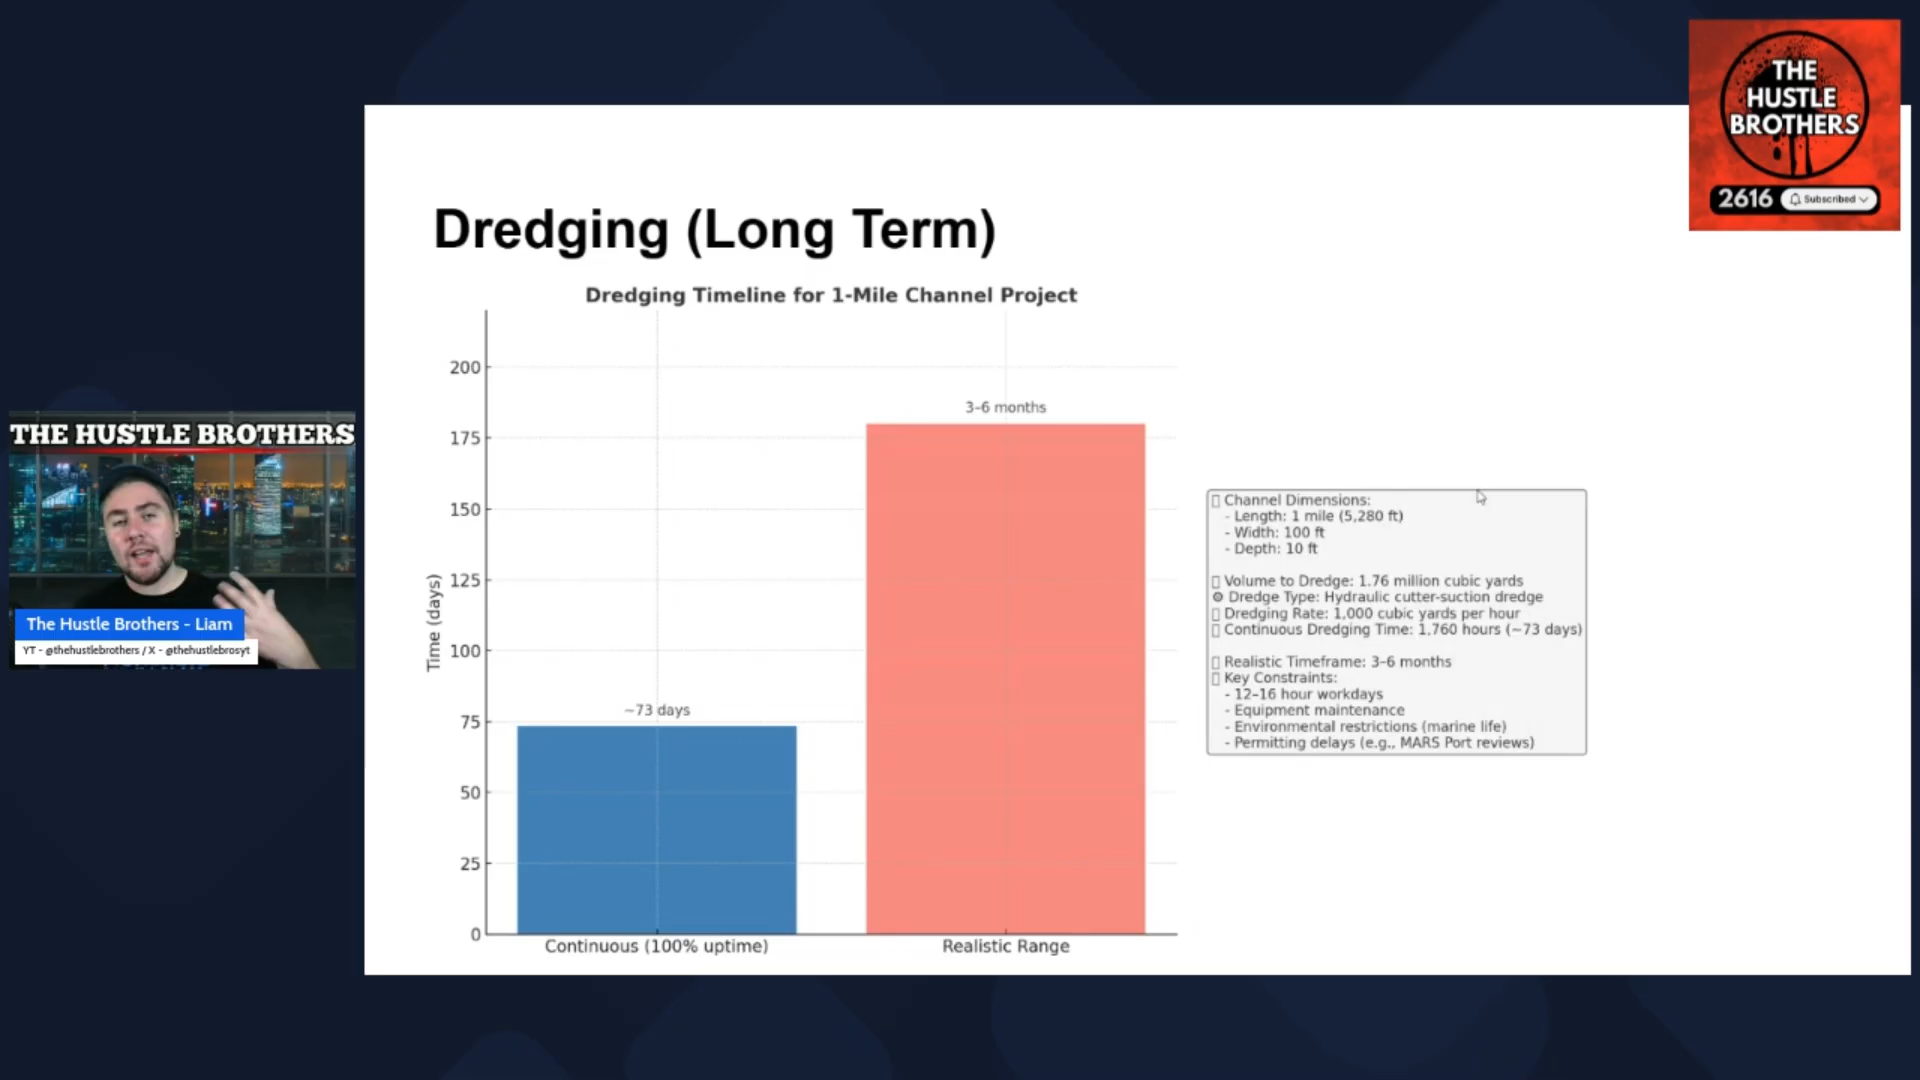 THE
HUSTLE
BROTHERS
2616 Subscribed
Dredging (Long Term)
Dredging Timeline for 1-Mile Channel Project
Time (days)
200
175
150
125
100
75
50
25
0
3–6 months
~73 days
Continuous (100% uptime)
Realistic Range
Channel Dimensions:
- Length: 1 mile (5,280 ft)
- Width: 100 ft
- Depth: 10 ft
Volume to Dredge: 1.76 million cubic yards
Dredge Type: Hydraulic cutter-suction dredge
Dredging Rate: 1,000 cubic yards per hour
Continuous Dredging Time: 1,760 hours (~73 days)
Realistic Timeframe: 3–6 months
Key Constraints:
- 12–16 hour workdays
- Equipment maintenance
- Environmental restrictions (marine life)
- Permitting delays (e.g., MARS Port reviews)
THE HUSTLE BROTHERS
The Hustle Brothers - Liam
YT - @thehustlebrothers / X - @thehustlebrosyt